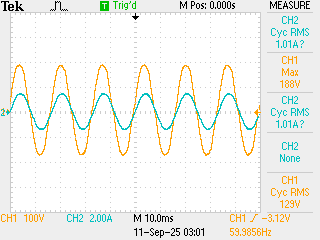 Tek T Trig'd M Pos: 0.000s MEASURE
CH2
Cyc RMS
1.01A?
CH1
Max
188V
CH2
Cyc RMS
1.01A?
CH2
None
CH1
Cyc RMS
129V
2
CH1 100V CH2 2.00A M 10.0ms CH1 / -3.12V
11-Sep-25 03:01 59.9856Hz